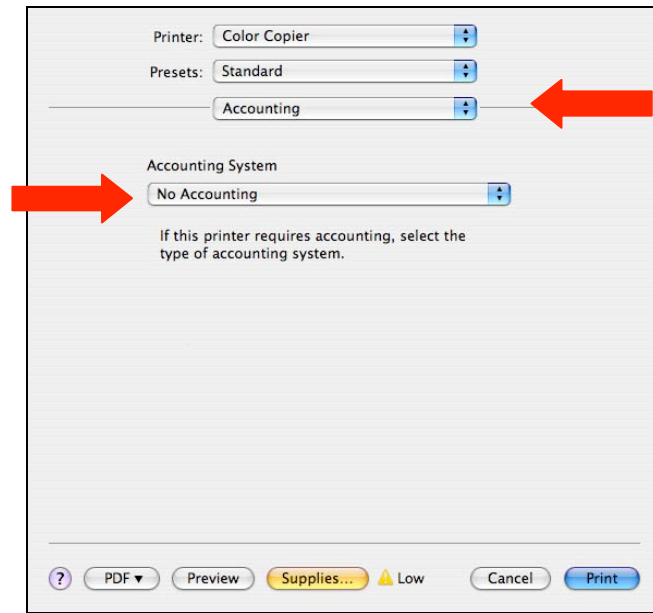 Printer: Color Copier
Presets: Standard
Accounting
Accounting System
No Accounting
If this printer requires accounting, select the
type of accounting system.
? PDF ▼ Preview Supplies... Low Cancel Print